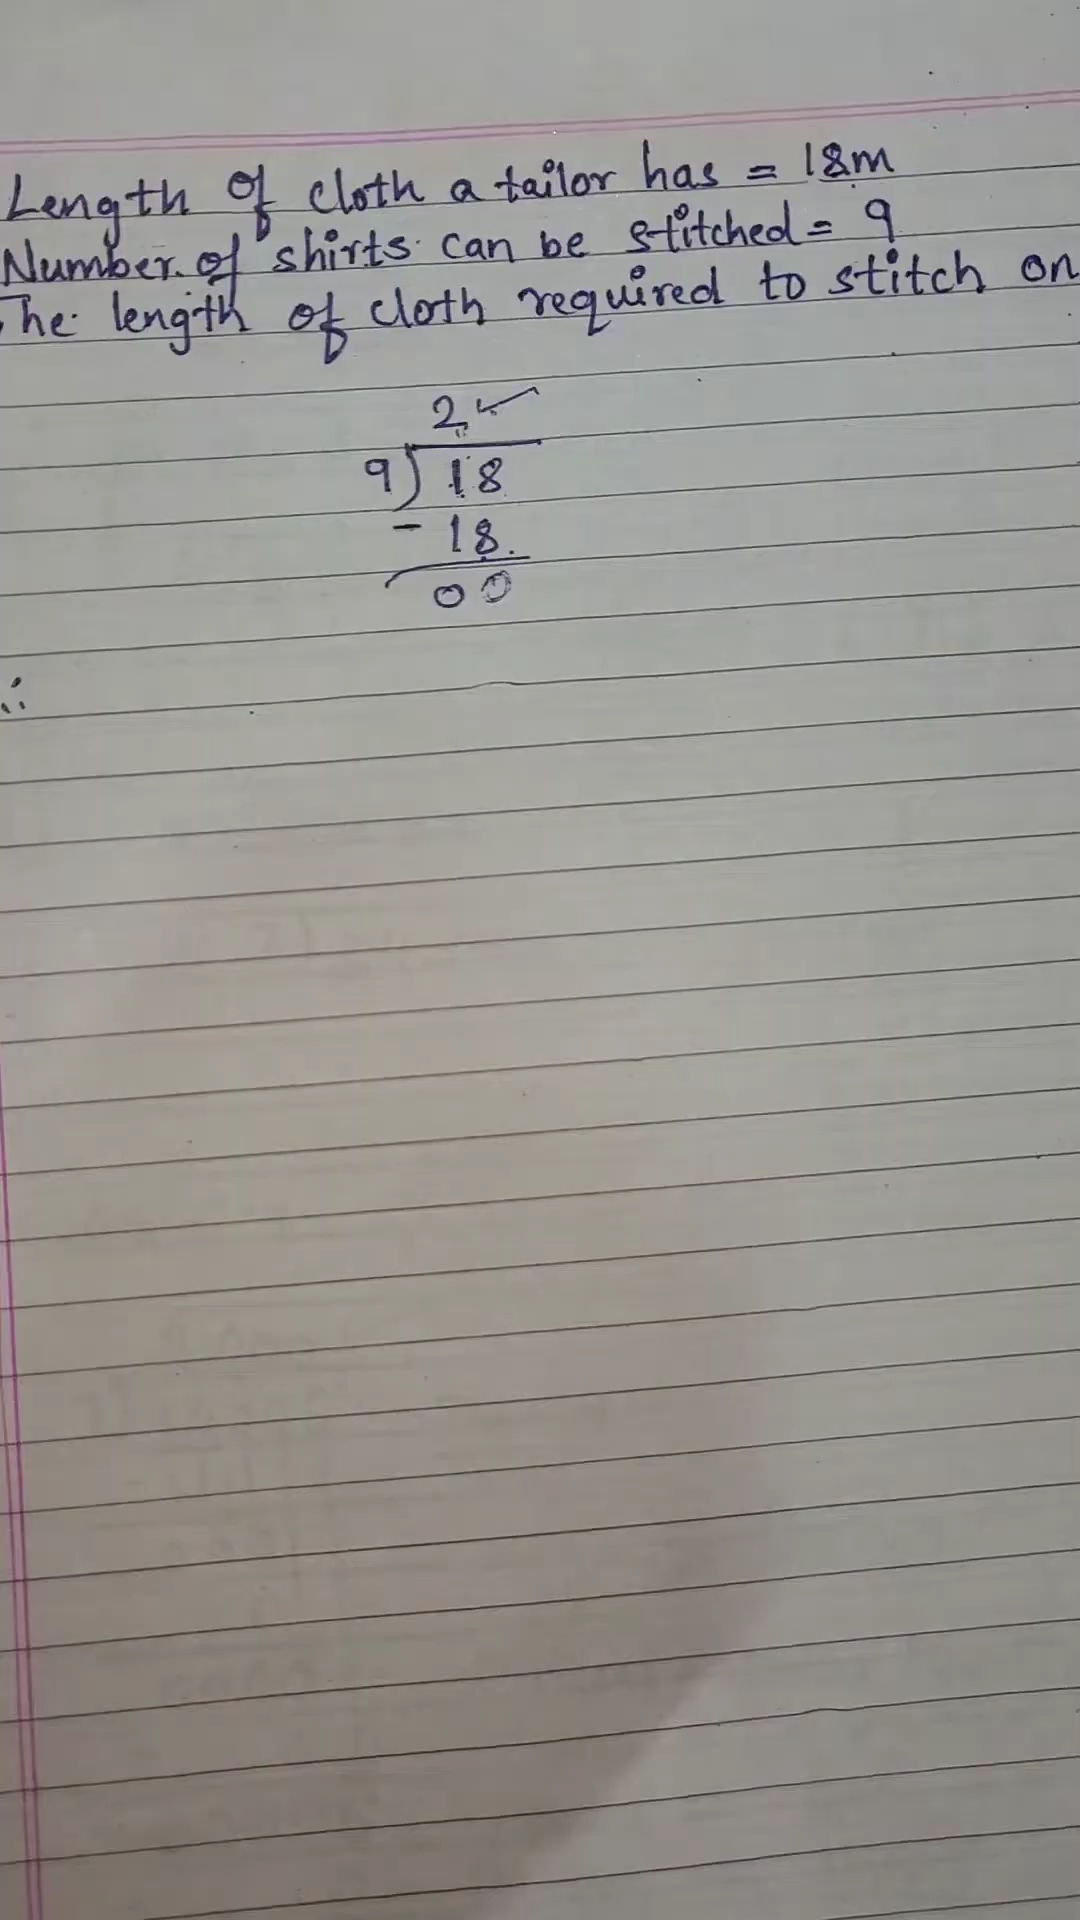 Length of cloth a tailor has = 18m
Number of shirts can be stitched = 9
The length of cloth required to stitch on
2 ✓
9) 18
- 18
00
∴